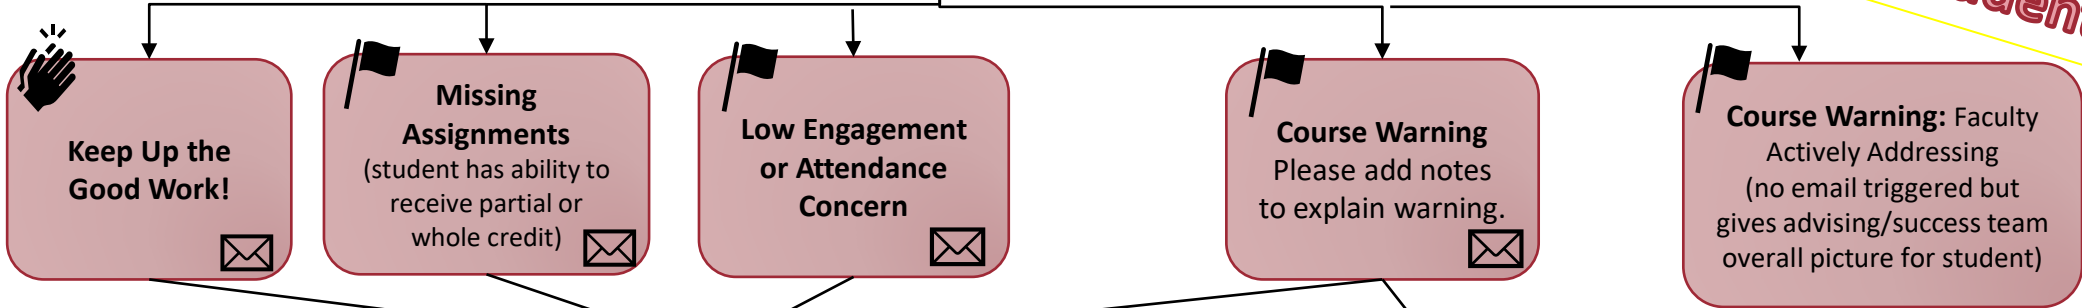 Keep Up the
Good Work!
Missing
Assignments
(student has ability to
receive partial or
whole credit)
Low Engagement
or Attendance
Concern
Course Warning
Please add notes
to explain warning.
Course Warning: Faculty
Actively Addressing
(no email triggered but
gives advising/success team
overall picture for student)